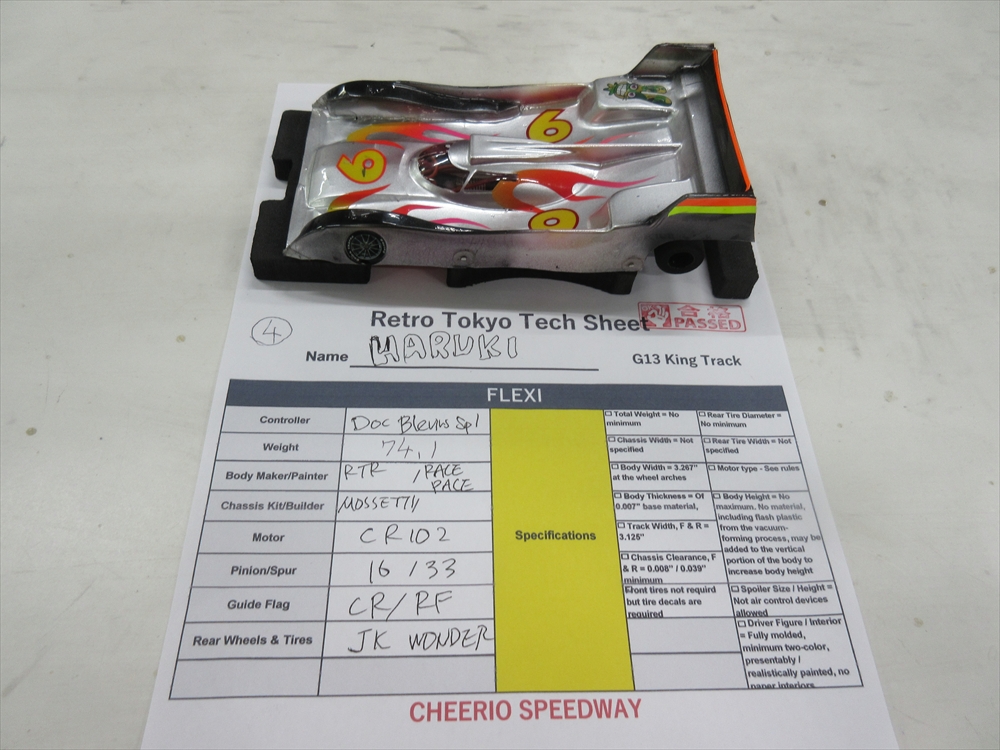 6
6
6
合格
PASSED
4
Retro Tokyo Tech Sheet
Name HARUKI
G13 King Track
FLEXI
Controller
Doc Bleuus Spl
Weight
74,1
Body Maker/Painter
RTR / RACE
RACE
Chassis Kit/Builder
MOSSETTI
Motor
CR102
Pinion/Spur
16 / 33
Guide Flag
CR/RF
Rear Wheels & Tires
JK WONDER
Specifications
☐ Total Weight = No
minimum
☐ Rear Tire Diameter =
No minimum
☐ Chassis Width = Not
specified
☐ Rear Tire Width = Not
specified
☐ Body Width = 3.267"
at the wheel arches
☐ Motor type - See rules
☐ Body Thickness = Of
0.007" base material,
☐ Body Height = No
maximum. No material,
including flash plastic
from the vacuum-
forming process, may be
added to the vertical
portion of the body to
increase body height
☐ Track Width, F & R =
3.125"
☐ Chassis Clearance, F
& R = 0.008" / 0.039"
minimum
Front tires not requird
but tire decals are
required
☐ Spoiler Size / Height =
Not air control devices
allowed
☐ Driver Figure / Interior
= Fully molded,
minimum two-color,
presentably /
realistically painted, no
paper interiors
CHEERIO SPEEDWAY